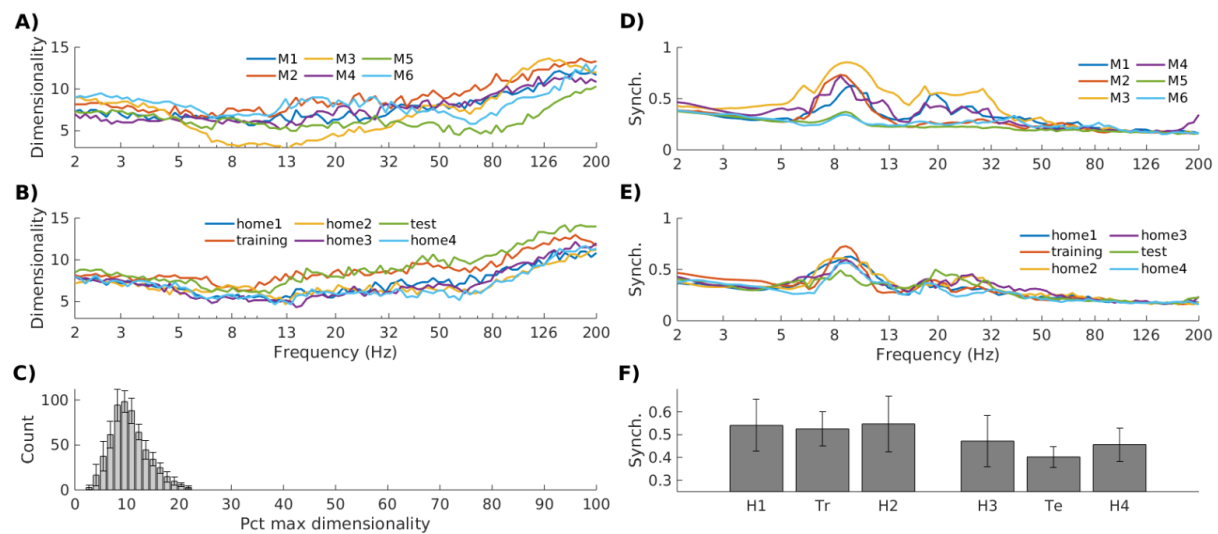 A)
Dimensionality
15
10
5
M1 M3 M5
M2 M4 M6
2 3 5 8 13 20 32 50 80 126 200
B)
Dimensionality
15
10
5
home1 home2 test
training home3 home4
2 3 5 8 13 20 32 50 80 126 200
Frequency (Hz)
C)
Count
100
50
0
0 10 20 30 40 50 60 70 80 90 100
Pct max dimensionality
D)
Synch.
1
0.5
0
M1 M4
M2 M5
M3 M6
2 3 5 8 13 20 32 50 80 126 200
E)
Synch.
1
0.5
0
home1 home3
training test
home2 home4
2 3 5 8 13 20 32 50 80 126 200
Frequency (Hz)
F)
Synch.
0.6
0.5
0.4
0.3
H1 Tr H2 H3 Te H4